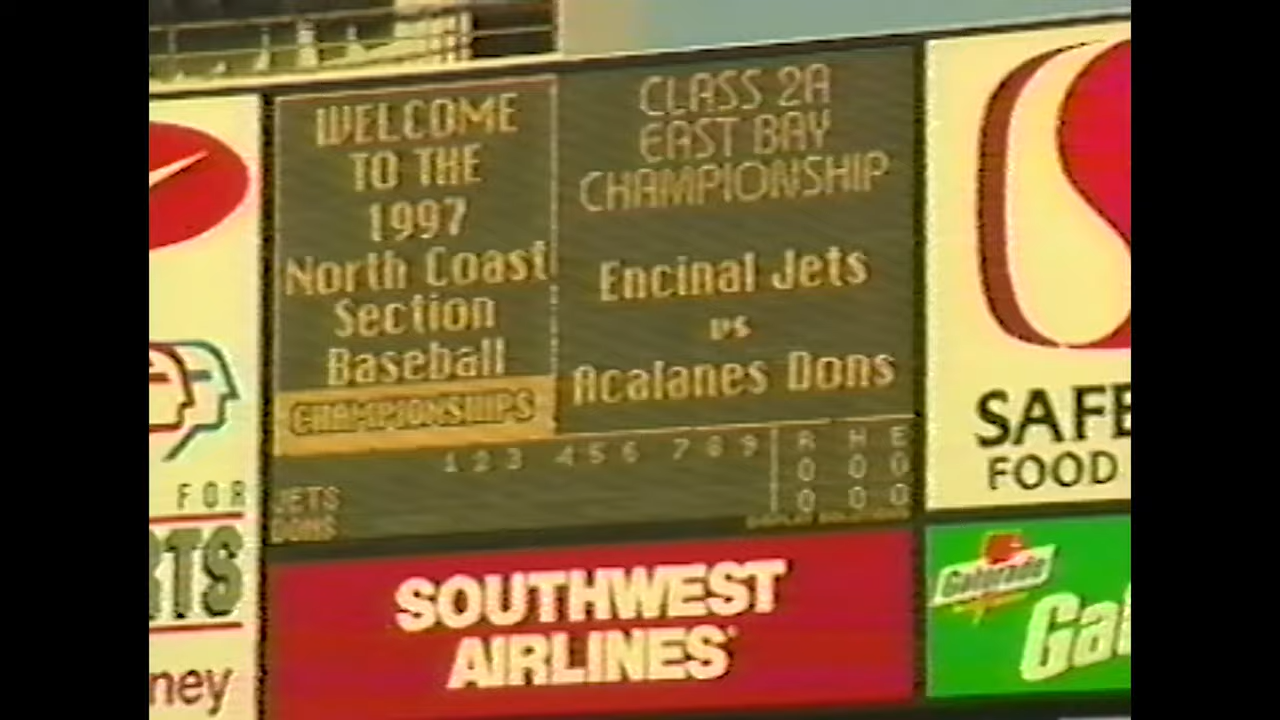 WELCOME
TO THE
1997
North Coast
Section
Baseball
CHAMPIONSHIPS
CLASS 2A
EAST BAY
CHAMPIONSHIP
Encinal Jets
vs
Acalanes Dons
1 2 3 4 5 6 7 8 9 R H E
JETS 0 0 0
DONS 0 0 0
SOUTHWEST
AIRLINES
FOR
RTS
ney
SAFE
FOOD
Gatorade
Gat